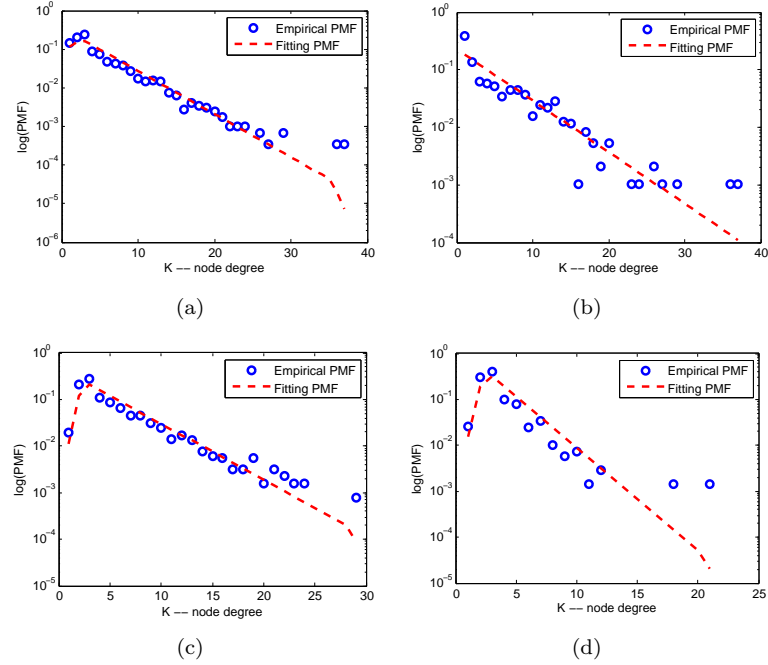 10^0
10^-1
10^-2
10^-3
10^-4
10^-5
10^-6
log(PMF)
Empirical PMF
Fitting PMF
0 10 20 30 40
K −− node degree
(a)
10^0
10^-1
10^-2
10^-3
10^-4
log(PMF)
Empirical PMF
Fitting PMF
0 10 20 30 40
K −− node degree
(b)
10^0
10^-1
10^-2
10^-3
10^-4
10^-5
log(PMF)
Empirical PMF
Fitting PMF
0 5 10 15 20 25 30
K −− node degree
(c)
10^0
10^-1
10^-2
10^-3
10^-4
10^-5
log(PMF)
Empirical PMF
Fitting PMF
0 5 10 15 20 25
K −− node degree
(d)